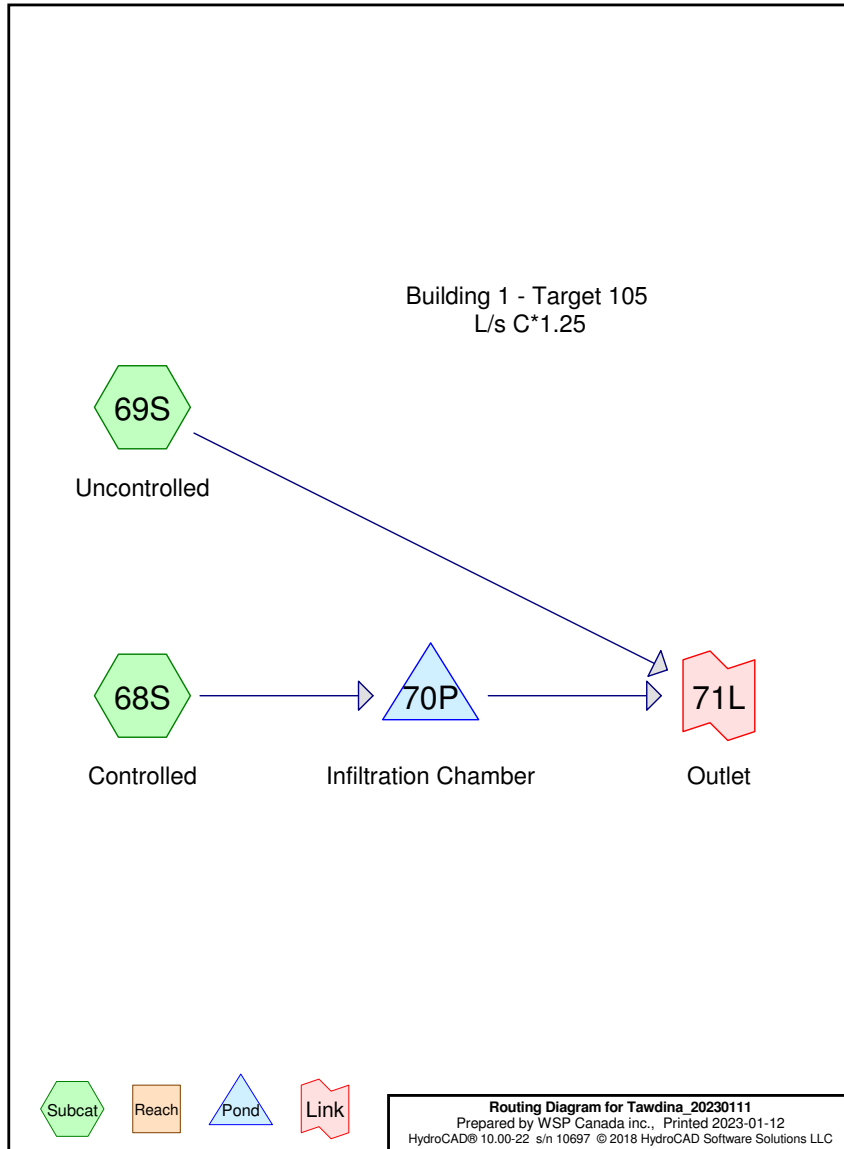 Building 1 - Target 105
L/s C*1.25
69S
Uncontrolled
68S
70P
71L
Controlled
Infiltration Chamber
Outlet
Subcat
Reach
Pond
Link
Routing Diagram for Tawdina_20230111
Prepared by WSP Canada inc., Printed 2023-01-12
HydroCAD® 10.00-22 s/n 10697 © 2018 HydroCAD Software Solutions LLC